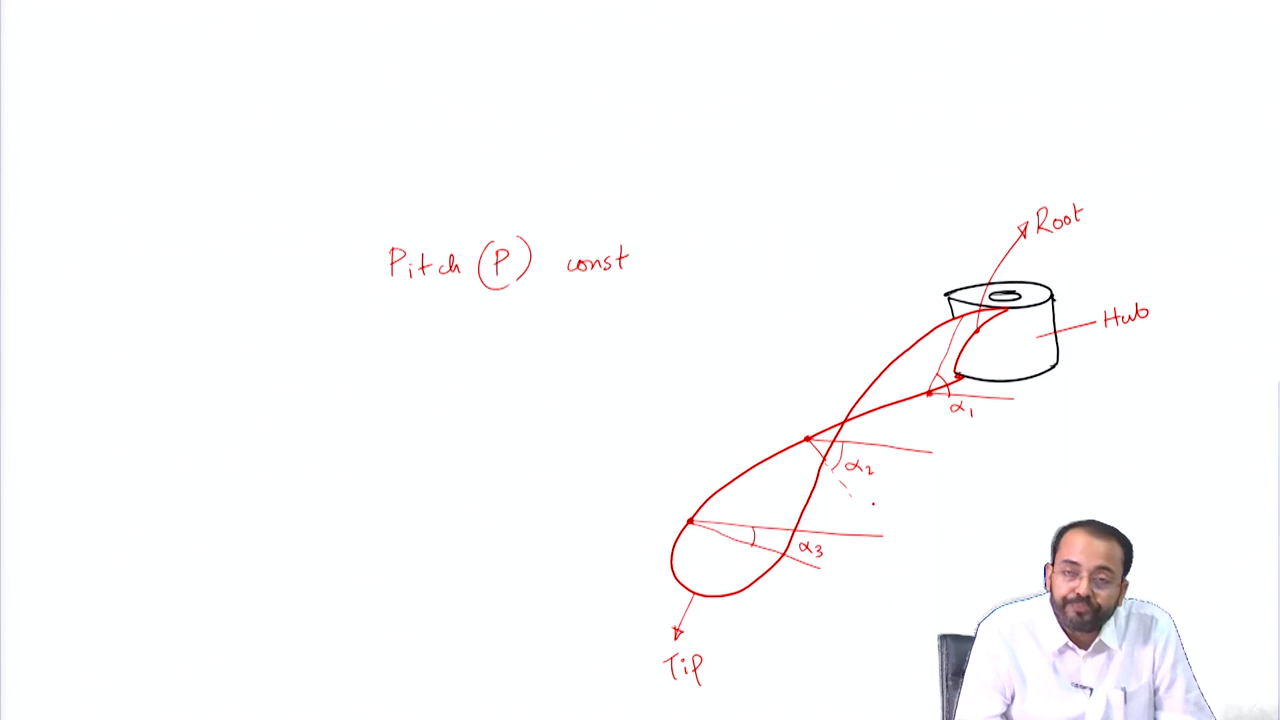 Root
Pitch (P) const
Hub
α1
α2
α3
Tip